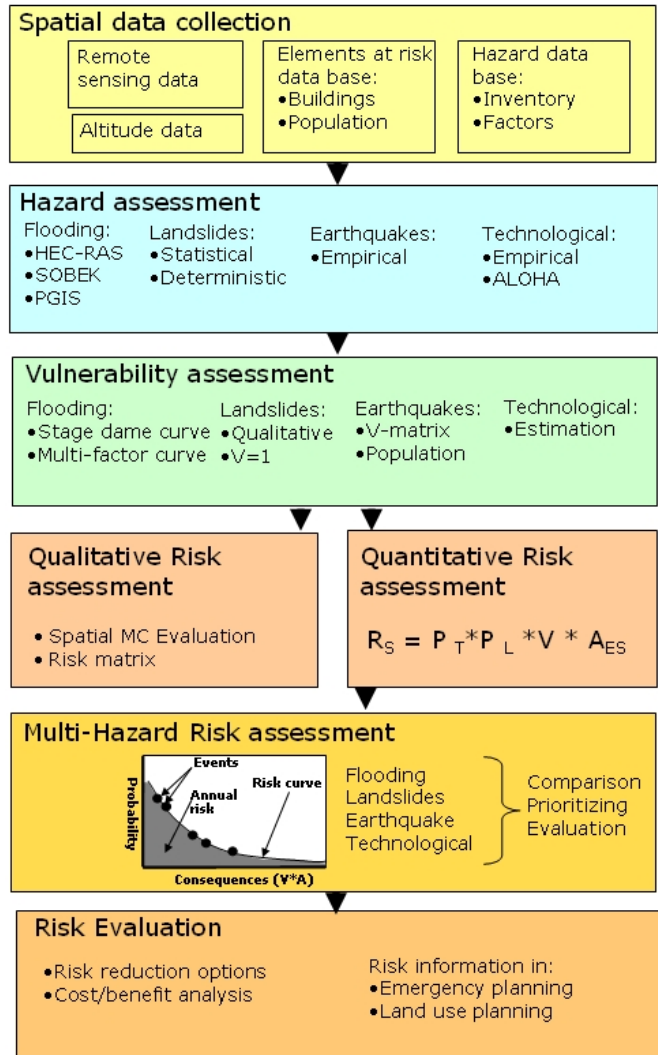 Spatial data collection
Remote
sensing data
Altitude data
Elements at risk
data base:
•Buildings
•Population
Hazard data
base:
•Inventory
•Factors
Hazard assessment
Flooding:
•HEC-RAS
•SOBEK
•PGIS
Landslides:
•Statistical
•Deterministic
Earthquakes:
•Empirical
Technological:
•Empirical
•ALOHA
Vulnerability assessment
Flooding:
•Stage dame curve
•Multi-factor curve
Landslides:
•Qualitative
•V=1
Earthquakes:
•V-matrix
•Population
Technological:
•Estimation
Qualitative Risk
assessment
• Spatial MC Evaluation
• Risk matrix
Quantitative Risk
assessment
R_S = P_T*P_L*V * A_ES
Multi-Hazard Risk assessment
Probability
Events
Annual
risk
Risk curve
Consequences (V*A)
Flooding
Landslides
Earthquake
Technological
Comparison
Prioritizing
Evaluation
Risk Evaluation
•Risk reduction options
•Cost/benefit analysis
Risk information in:
•Emergency planning
•Land use planning